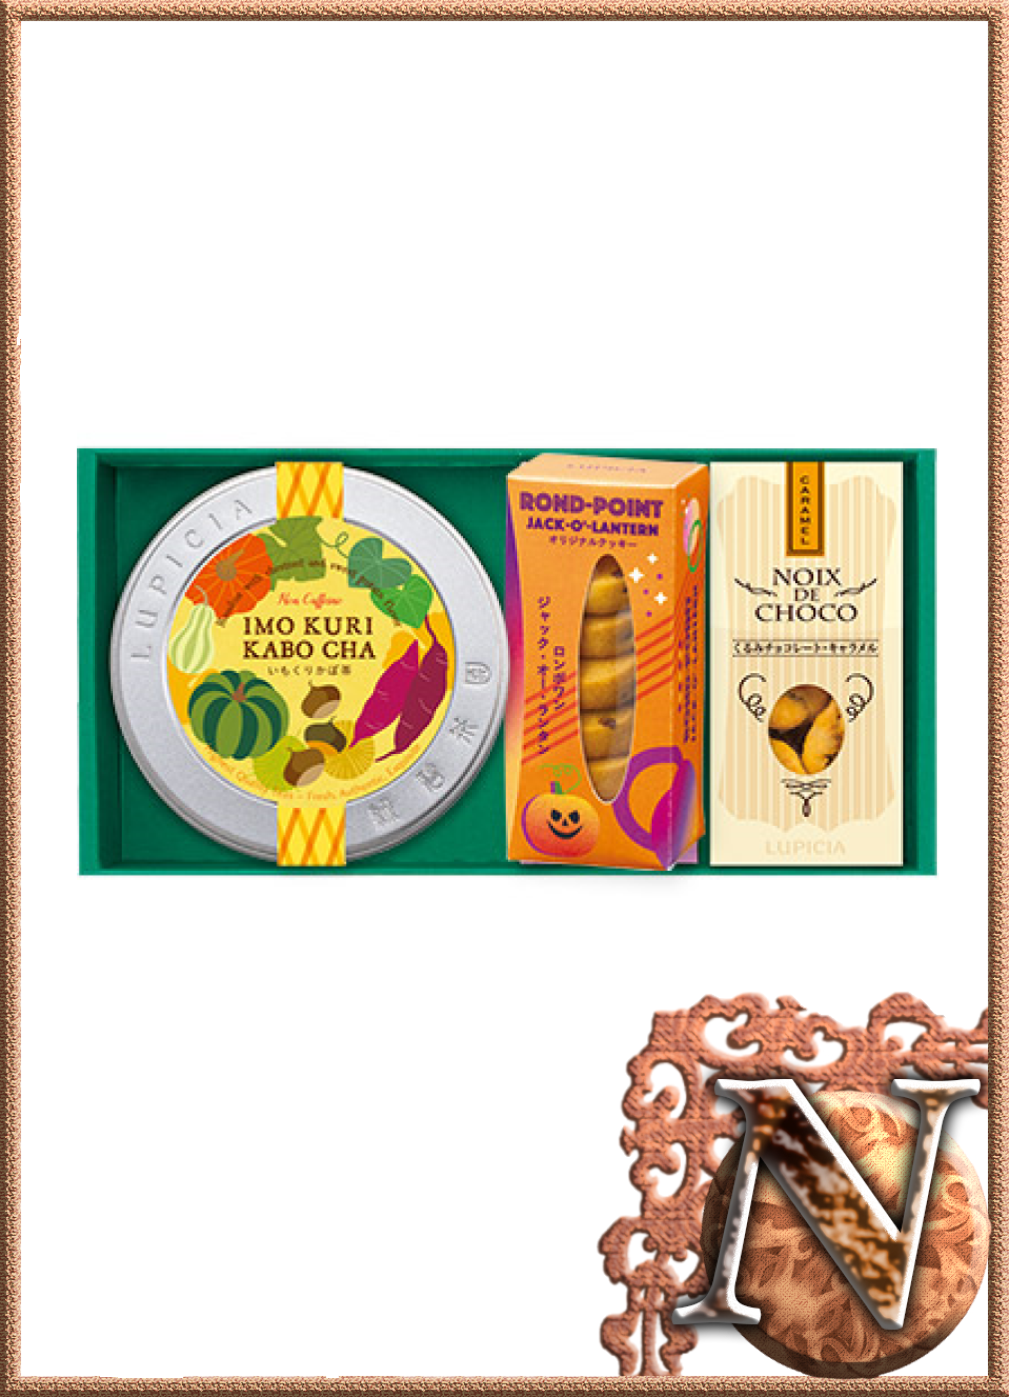 LUPICIA
Non Caffeine
IMO KURI
KABO CHA
いもくりかぼ茶
LUPICIA
ROND-POINT
JACK-O'-LANTERN
オリジナルクッキー
ロンポワン
ジャック・オー・ランタン
CARAMEL
NOIX
DE
CHOCO
くるみチョコレート・キャラメル
LUPICIA
N